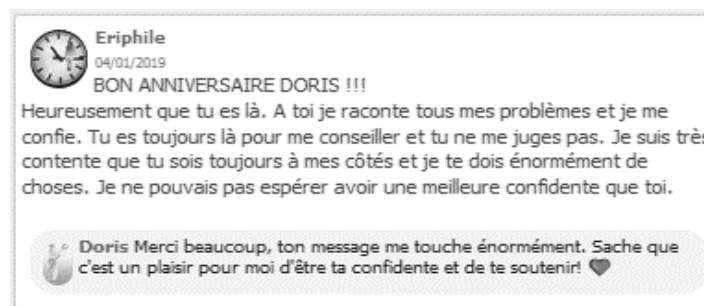 Eriphile
04/01/2019
BON ANNIVERSAIRE DORIS !!!
Heureusement que tu es là. A toi je raconte tous mes problèmes et je me
confie. Tu es toujours là pour me conseiller et tu ne me juges pas. Je suis très
contente que tu sois toujours à mes côtés et je te dois énormément de
choses. Je ne pouvais pas espérer avoir une meilleure confidente que toi.
Doris Merci beaucoup, ton message me touche énormément. Sache que
c'est un plaisir pour moi d'être ta confidente et de te soutenir!